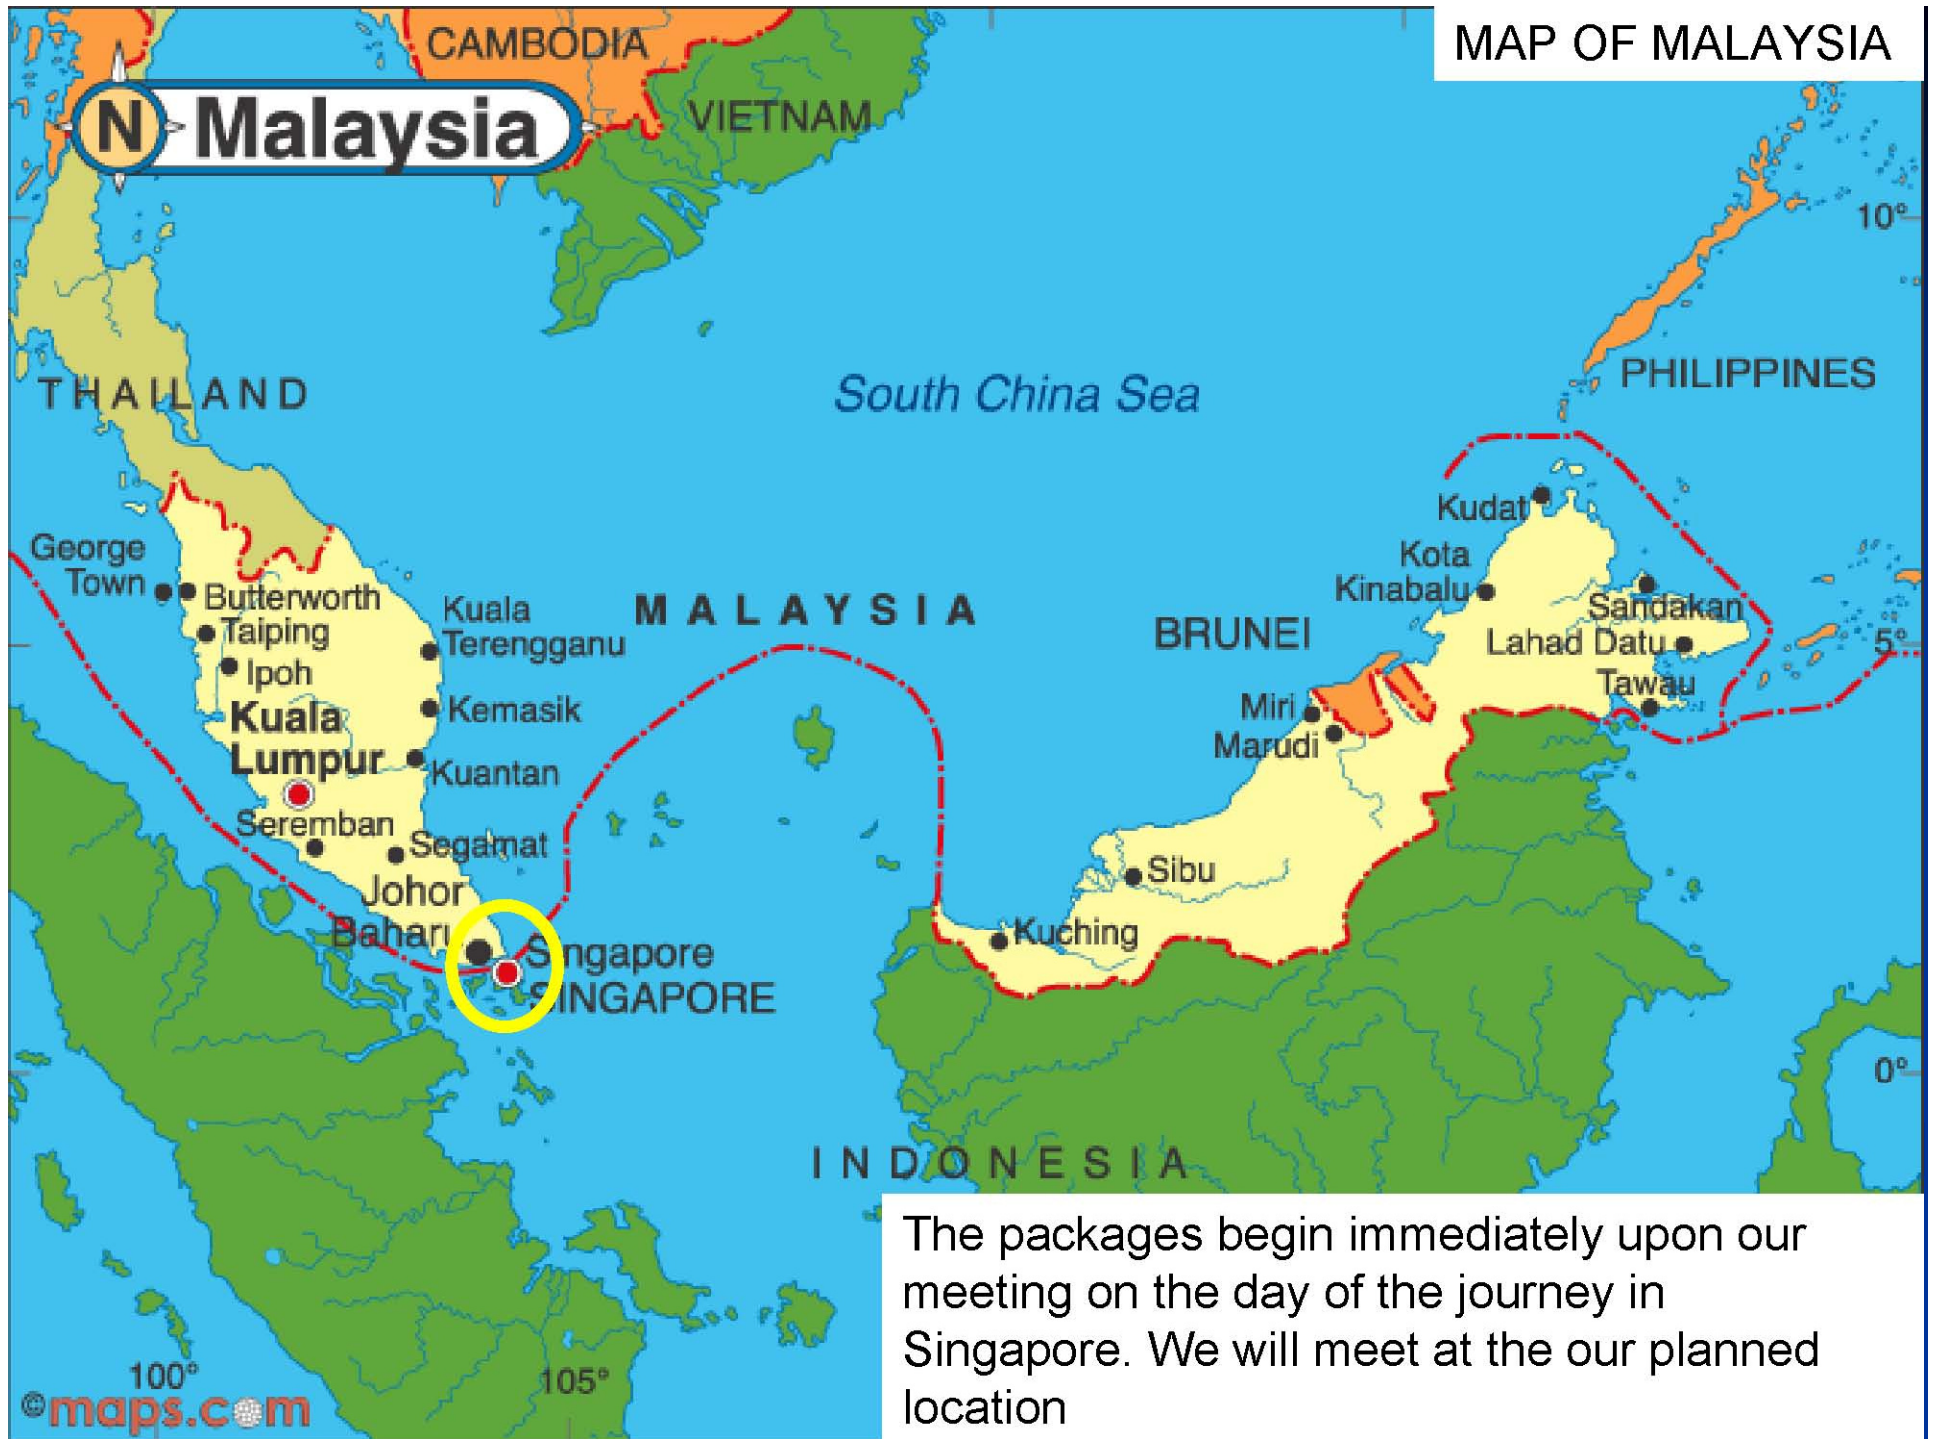 MAP OF MALAYSIA
CAMBODIA
N
Malaysia
VIETNAM
10°
THAILAND
South China Sea
PHILIPPINES
Kudat
George
Town
Butterworth
Taiping
Ipoh
Kuala
Terengganu
MALAYSIA
Kota
Kinabalu
Sandakan
BRUNEI
Lahad Datu
5°
Tawau
Kuala
Lumpur
Kemasik
Kuantan
Miri
Marudi
Seremban
Segamat
Johor
Baharu
Sibu
Kuching
Singapore
SINGAPORE
0°
INDONESIA
The packages begin immediately upon our
meeting on the day of the journey in
Singapore. We will meet at the our planned
location
100°
105°
©maps.com